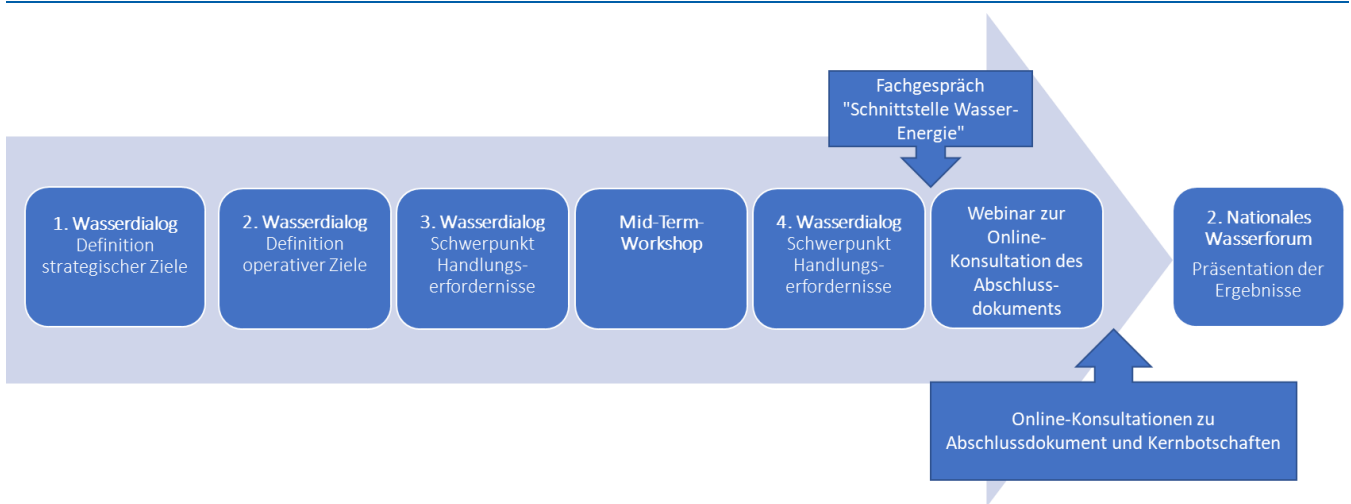 Fachgespräch
"Schnittstelle Wasser-
Energie"
1. Wasserdialog
Definition
strategischer Ziele
2. Wasserdialog
Definition
operativer Ziele
3. Wasserdialog
Schwerpunkt
Handlungs-
erfordernisse
Mid-Term-
Workshop
4. Wasserdialog
Schwerpunkt
Handlungs-
erfordernisse
Webinar zur
Online-
Konsultation des
Abschluss-
dokuments
2. Nationales
Wasserforum
Präsentation der
Ergebnisse
Online-Konsultationen zu
Abschlussdokument und Kernbotschaften